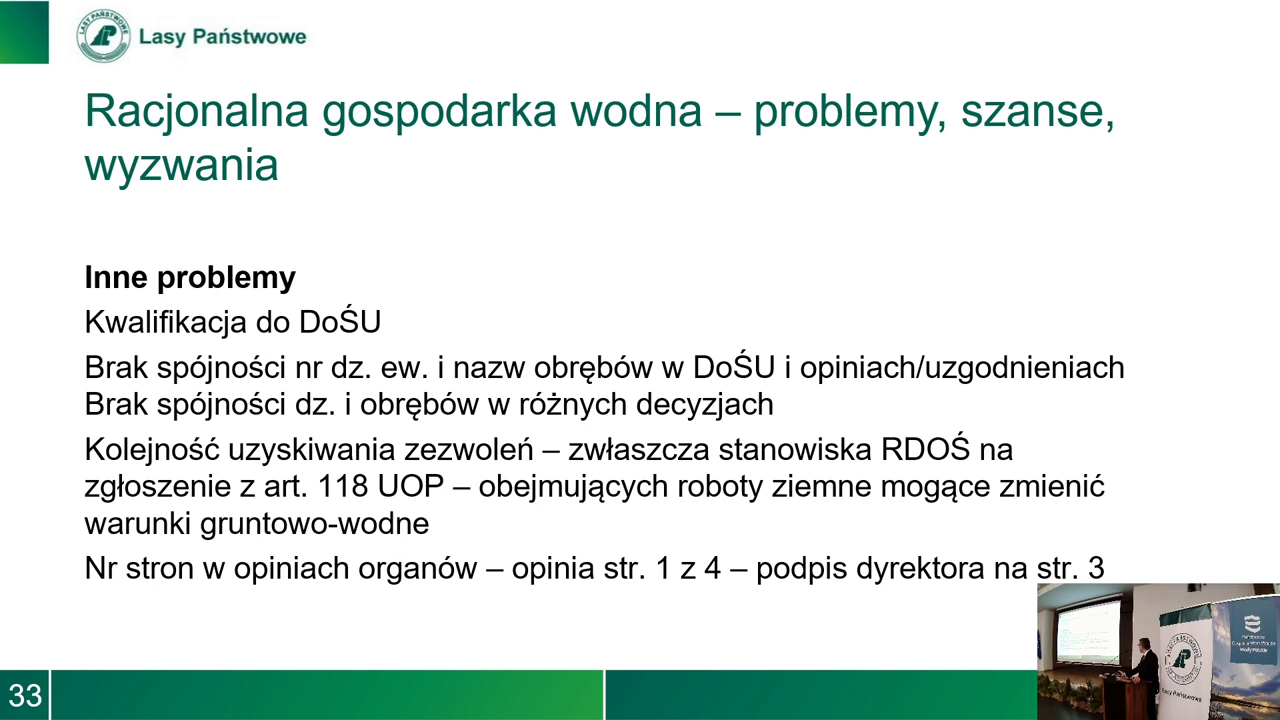 Lasy Państwowe
Racjonalna gospodarka wodna – problemy, szanse,
wyzwania
Inne problemy
Kwalifikacja do DoŚU
Brak spójności nr dz. ew. i nazw obrębów w DoŚU i opiniach/uzgodnieniach
Brak spójności dz. i obrębów w różnych decyzjach
Kolejność uzyskiwania zezwoleń – zwłaszcza stanowiska RDOŚ na
zgłoszenie z art. 118 UOP – obejmujących roboty ziemne mogące zmienić
warunki gruntowo-wodne
Nr stron w opiniach organów – opinia str. 1 z 4 – podpis dyrektora na str. 3
33
Lasy Państwowe